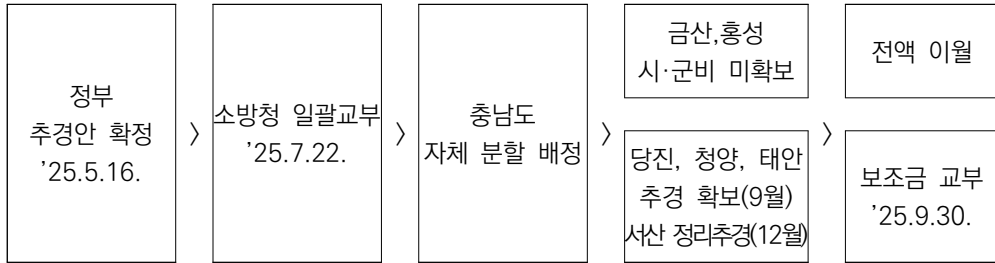 정부
추경안 확정
’25.5.16.
〉
소방청 일괄교부
’25.7.22.
〉
충남도
자체 분할 배정
〉
금산,홍성
시·군비 미확보
당진, 청양, 태안
추경 확보(9월)
서산 정리추경(12월)
〉
전액 이월
보조금 교부
’25.9.30.